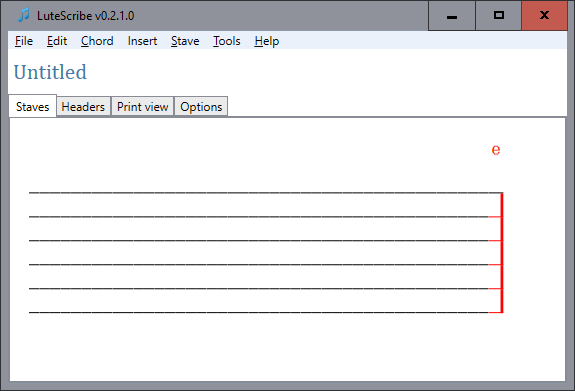 LuteScribe v0.2.1.0
File Edit Chord Insert Stave Tools Help
Untitled
Staves Headers Print view Options
e